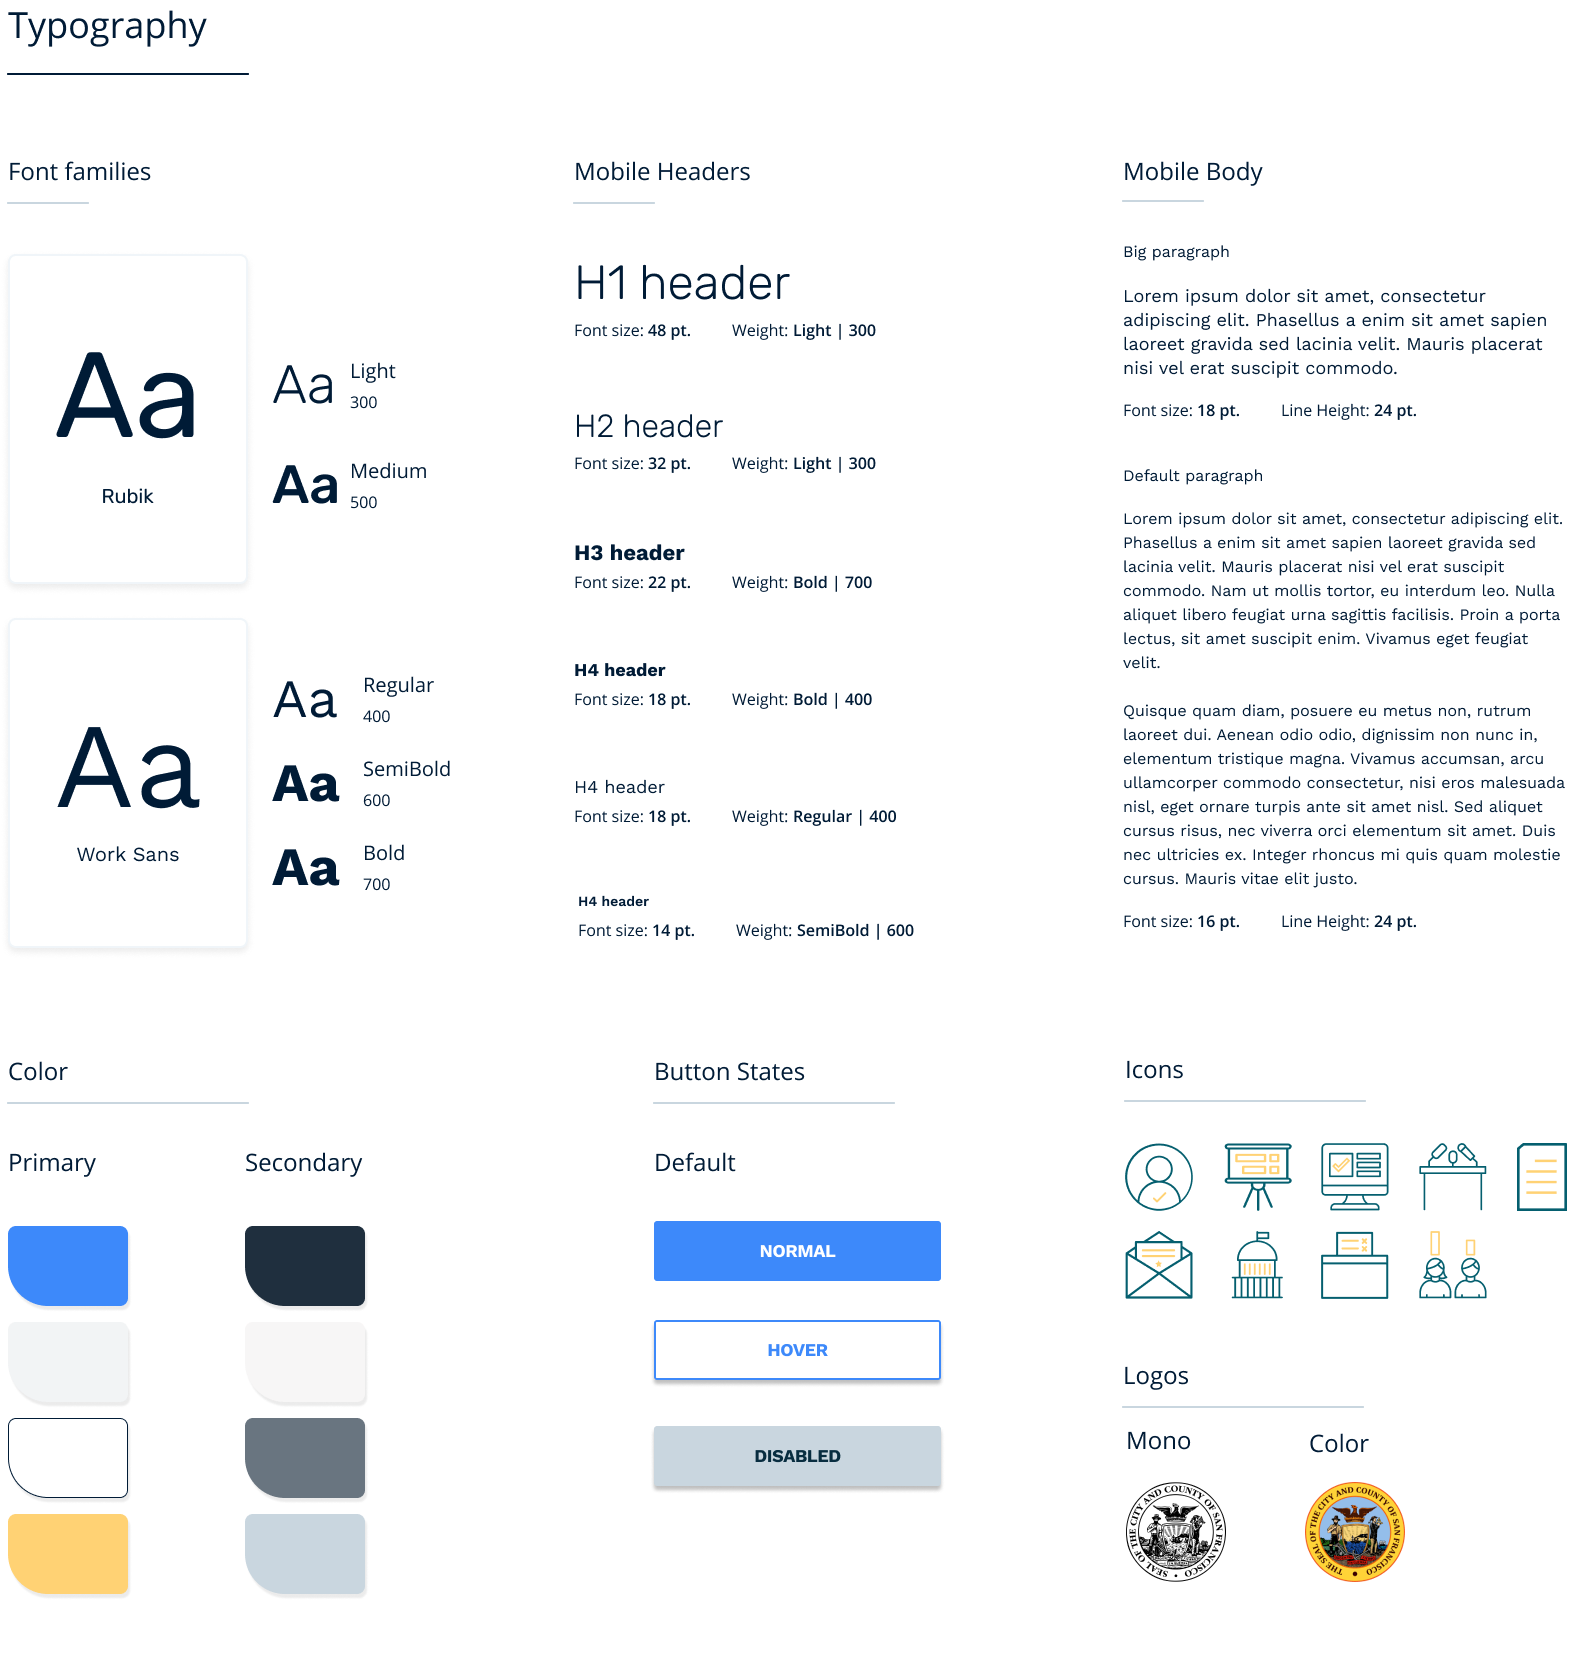 Typography
Font families
Aa
Rubik
Aa
Light
300
Aa
Medium
500
Aa
Work Sans
Aa
Regular
400
Aa
SemiBold
600
Aa
Bold
700
Mobile Headers
H1 header
Font size: 48 pt. Weight: Light | 300
H2 header
Font size: 32 pt. Weight: Light | 300
H3 header
Font size: 22 pt. Weight: Bold | 700
H4 header
Font size: 18 pt. Weight: Bold | 400
H4 header
Font size: 18 pt. Weight: Regular | 400
H4 header
Font size: 14 pt. Weight: SemiBold | 600
Mobile Body
Big paragraph
Lorem ipsum dolor sit amet, consectetur
adipiscing elit. Phasellus a enim sit amet sapien
laoreet gravida sed lacinia velit. Mauris placerat
nisi vel erat suscipit commodo.
Font size: 18 pt. Line Height: 24 pt.
Default paragraph
Lorem ipsum dolor sit amet, consectetur adipiscing elit.
Phasellus a enim sit amet sapien laoreet gravida sed
lacinia velit. Mauris placerat nisi vel erat suscipit
commodo. Nam ut mollis tortor, eu interdum leo. Nulla
aliquet libero feugiat urna sagittis facilisis. Proin a porta
lectus, sit amet suscipit enim. Vivamus eget feugiat
velit.
Quisque quam diam, posuere eu metus non, rutrum
laoreet dui. Aenean odio odio, dignissim non nunc in,
elementum tristique magna. Vivamus accumsan, arcu
ullamcorper commodo consectetur, nisi eros malesuada
nisl, eget ornare turpis ante sit amet nisl. Sed aliquet
cursus risus, nec viverra orci elementum sit amet. Duis
nec ultricies ex. Integer rhoncus mi quis quam molestie
cursus. Mauris vitae elit justo.
Font size: 16 pt. Line Height: 24 pt.
Color
Primary
Secondary
Button States
Default
NORMAL
HOVER
DISABLED
Icons
Logos
Mono
Color
SEAL OF THE CITY AND COUNTY OF SAN FRANCISCO
THE SEAL OF THE CITY AND COUNTY OF SAN FRANCISCO